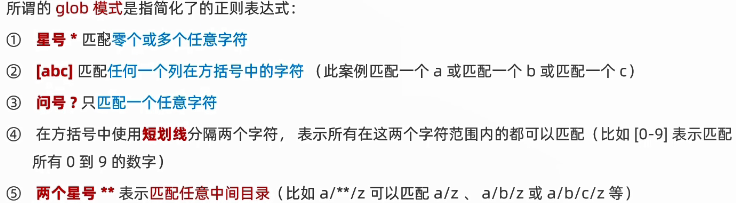 所谓的 glob 模式是指简化了的正则表达式：
① 星号 * 匹配零个或多个任意字符
② [abc] 匹配任何一个列在方括号中的字符 （此案例匹配一个 a 或匹配一个 b 或匹配一个 c）
③ 问号 ? 只匹配一个任意字符
④ 在方括号中使用短划线分隔两个字符， 表示所有在这两个字符范围内的都可以匹配（比如 [0-9] 表示匹配
所有 0 到 9 的数字）
⑤ 两个星号 ** 表示匹配任意中间目录（比如 a/**/z 可以匹配 a/z 、 a/b/z 或 a/b/c/z 等）